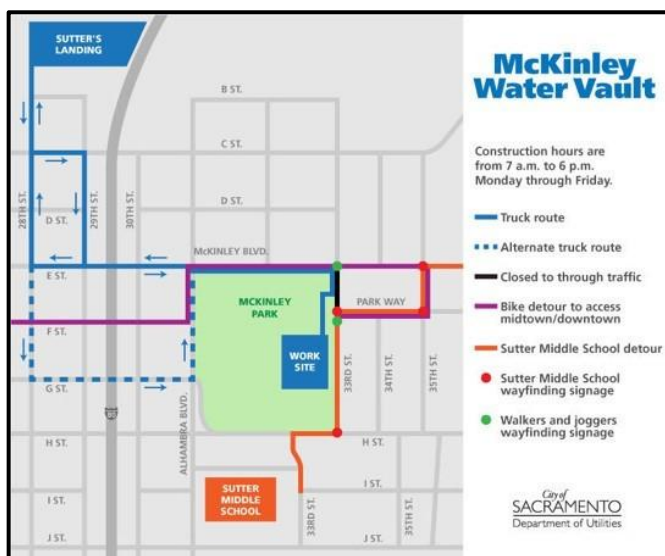 SUTTER'S
LANDING
B ST.
C ST.
D ST.
D ST.
28TH ST.
29TH ST.
30TH ST.
McKINLEY BLVD.
E ST.
F ST.
G ST.
H ST.
I ST.
J ST.
ALHAMBRA BLVD.
MCKINLEY
PARK
WORK
SITE
PARK WAY
33RD ST.
34TH ST.
35TH ST.
H ST.
I ST.
J ST.
33RD ST.
35TH ST.
SUTTER
MIDDLE
SCHOOL
McKinley
Water Vault
Construction hours are
from 7 a.m. to 6 p.m.
Monday through Friday.
Truck route
Alternate truck route
Closed to through traffic
Bike detour to access
midtown/downtown
Sutter Middle School detour
Sutter Middle School
wayfinding signage
Walkers and joggers
wayfinding signage
City of
SACRAMENTO
Department of Utilities